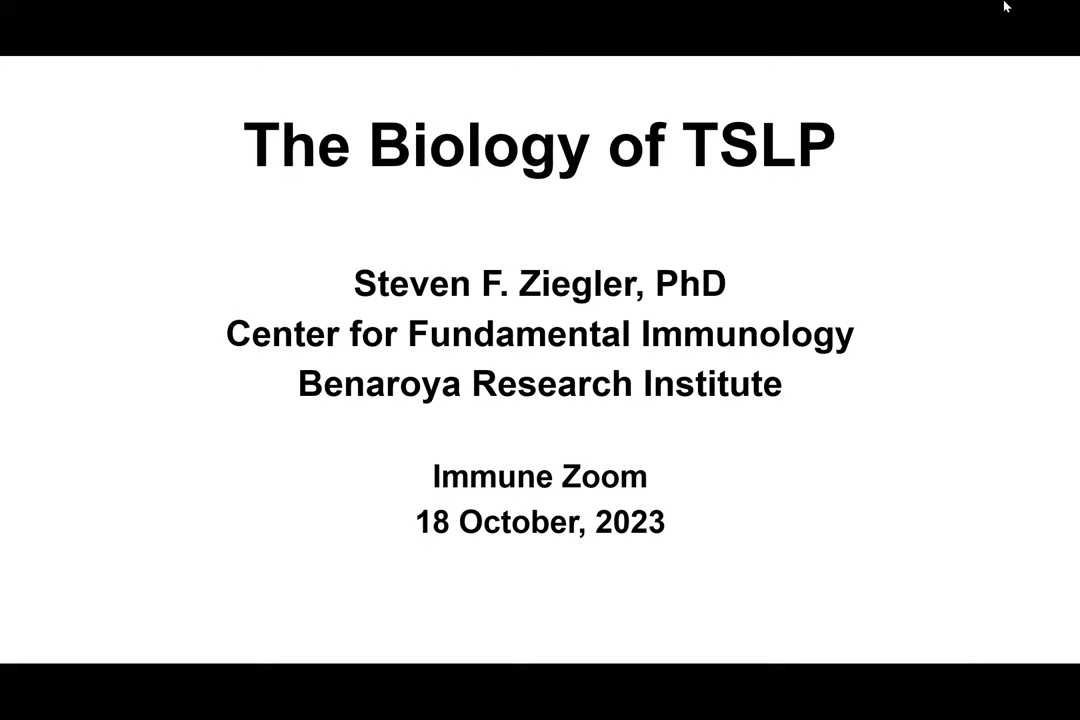 The Biology of TSLP
Steven F. Ziegler, PhD
Center for Fundamental Immunology
Benaroya Research Institute
Immune Zoom
18 October, 2023